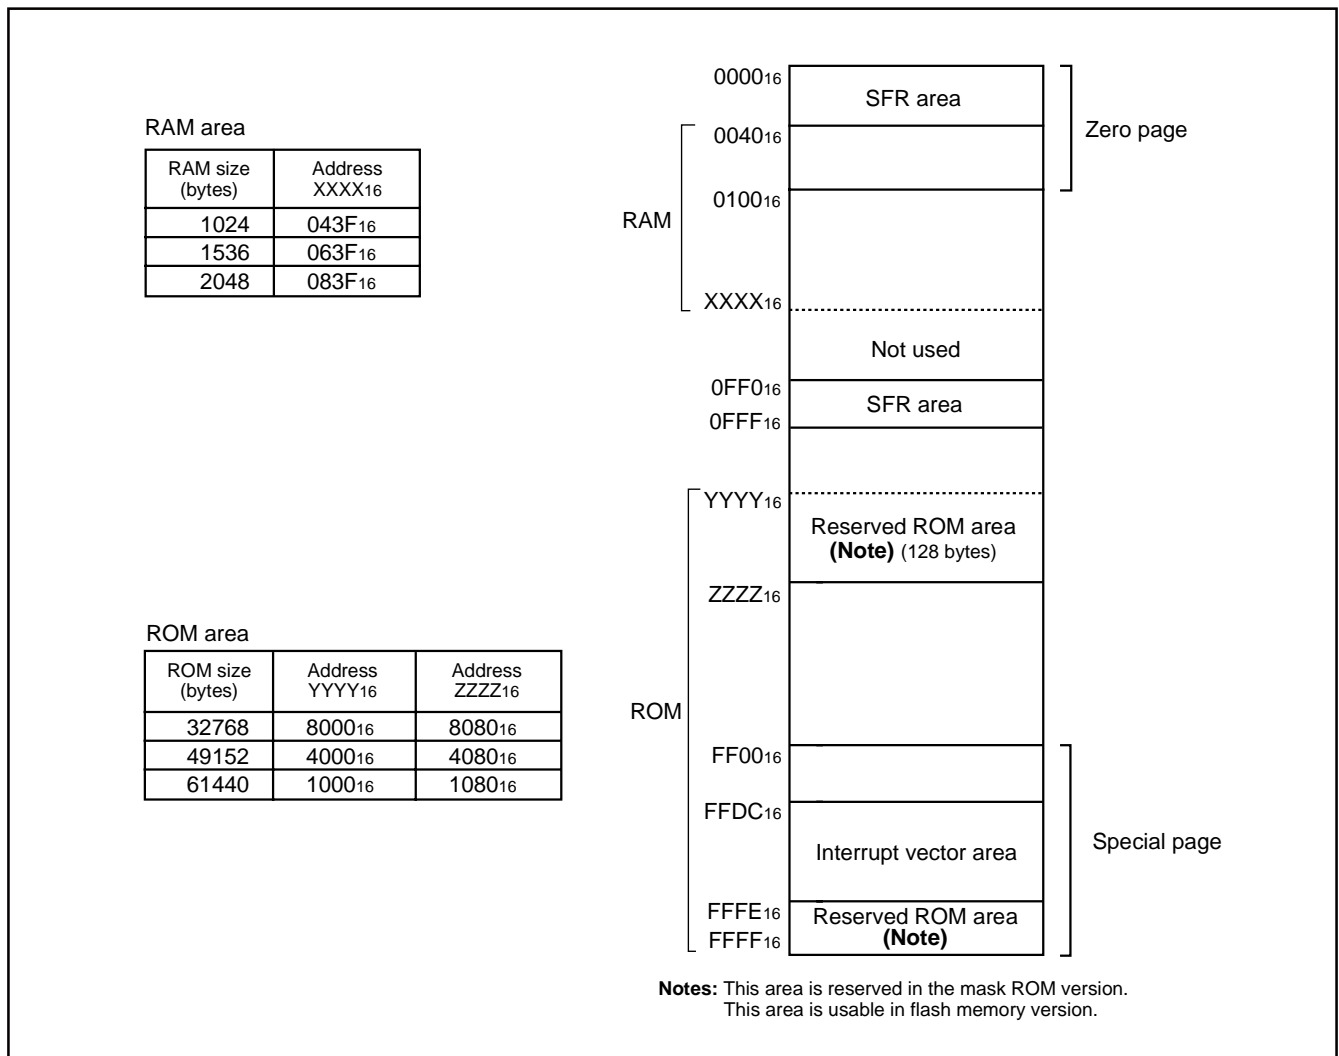 RAM area
RAM size (bytes) Address XXXX16
1024 043F16
1536 063F16
2048 083F16
ROM area
ROM size (bytes) Address YYYY16 Address ZZZZ16
32768 800016 808016
49152 400016 408016
61440 100016 108016
000016
SFR area
Zero page
004016
010016
RAM
XXXX16
Not used
0FF016
SFR area
0FFF16
YYYY16
Reserved ROM area
(Note) (128 bytes)
ZZZZ16
ROM
FF0016
FFDC16
Interrupt vector area
Special page
FFFE16
Reserved ROM area
(Note)
FFFF16
Notes: This area is reserved in the mask ROM version.
This area is usable in flash memory version.